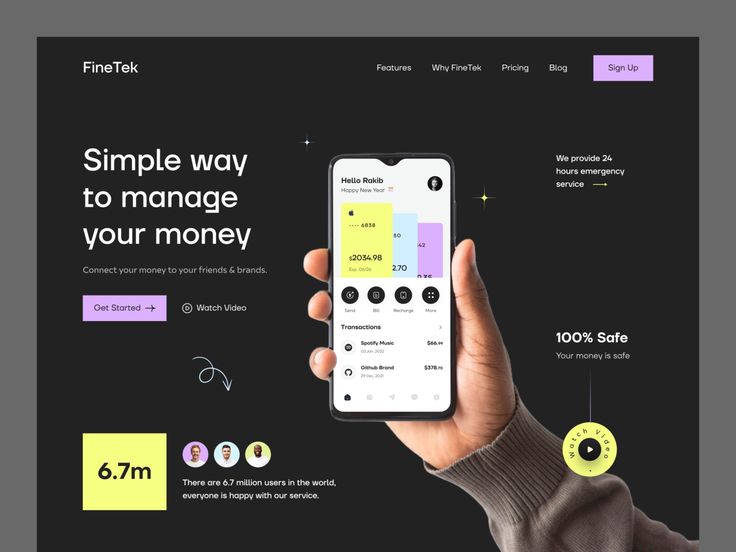 FineTek
Features
Why FineTek
Pricing
Blog
Sign Up
Simple way
to manage
your money
Connect your money to your friends & brands.
Get Started
Watch Video
6.7m
There are 6.7 million users in the world,
everyone is happy with our service.
Hello Rakib
Happy New Year
•••• 6838
$2034.98
Exp. 06/26
50
2.70
42
0.35
Send
Bill
Recharge
More
Transactions
Spotify Music
$66.99
03 Jan, 2022
Github Brand
$378.90
29 Dec, 2021
We provide 24
hours emergency
service
100% Safe
Your money is safe
Watch Video